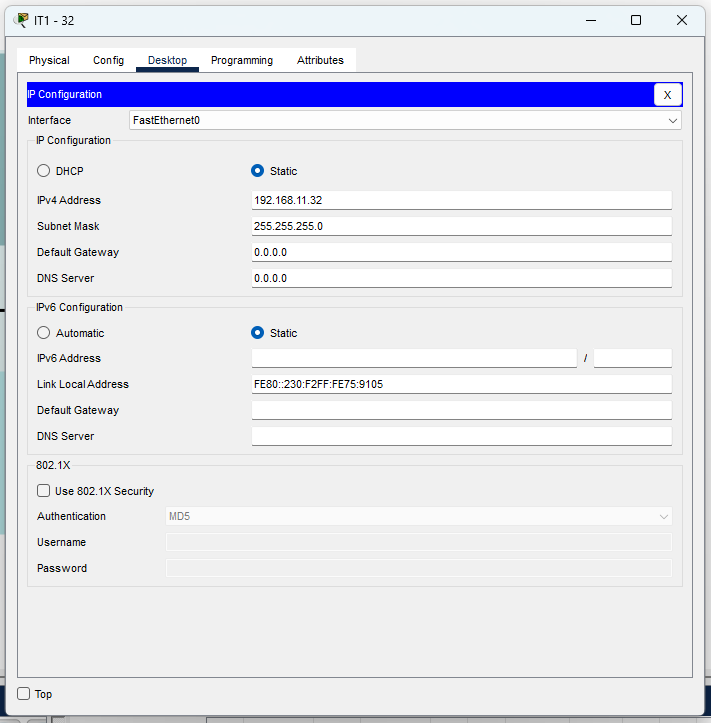 IT1 - 32
Physical Config Desktop Programming Attributes
IP Configuration X
Interface FastEthernet0
IP Configuration
DHCP Static
IPv4 Address 192.168.11.32
Subnet Mask 255.255.255.0
Default Gateway 0.0.0.0
DNS Server 0.0.0.0
IPv6 Configuration
Automatic Static
IPv6 Address /
Link Local Address FE80::230:F2FF:FE75:9105
Default Gateway
DNS Server
802.1X
Use 802.1X Security
Authentication MD5
Username
Password
Top